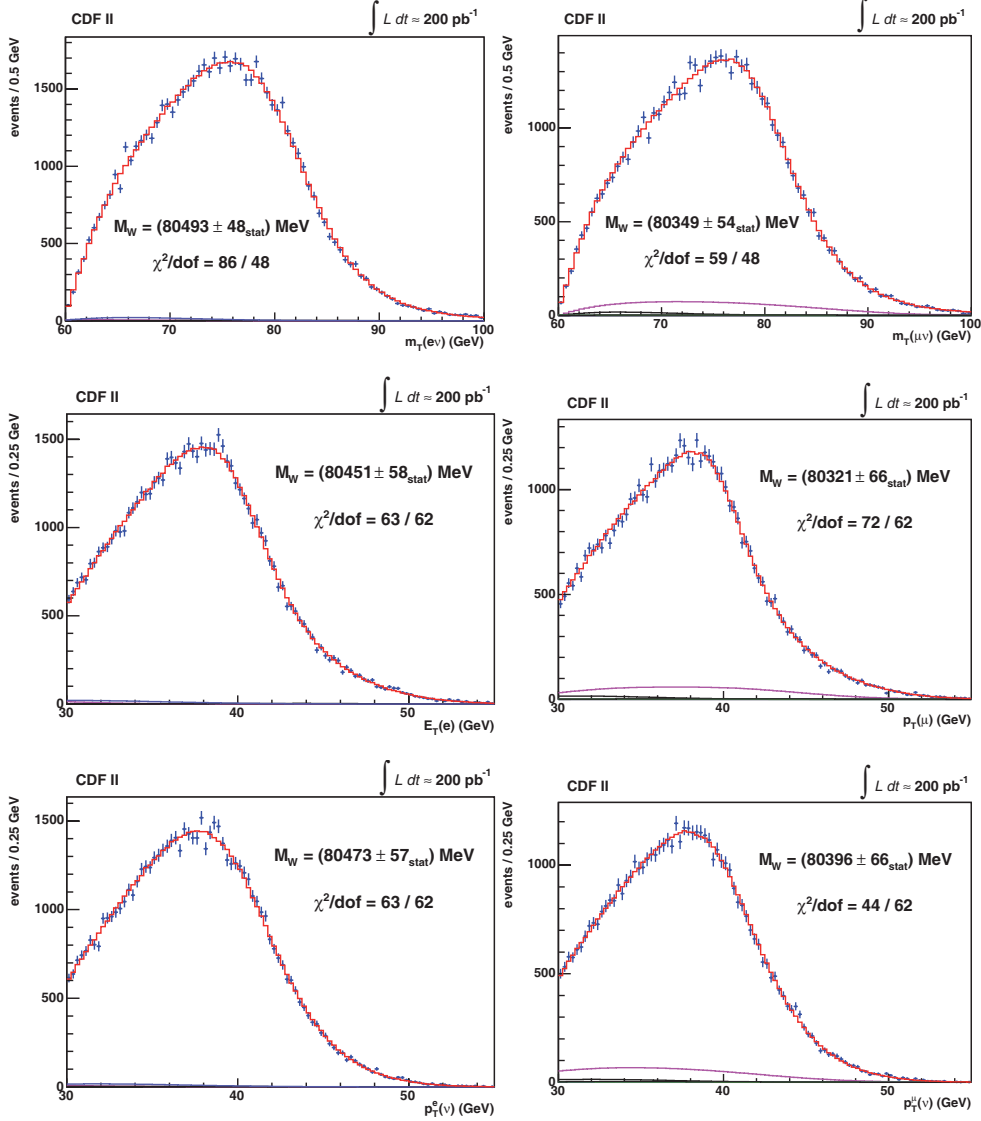 CDF II ∫ L dt ≈ 200 pb⁻¹
events / 0.5 GeV
1500
1000
500
0
M_W = (80493 ± 48_stat) MeV
χ²/dof = 86 / 48
60 70 80 90 100
m_T(eν) (GeV)
CDF II ∫ L dt ≈ 200 pb⁻¹
events / 0.5 GeV
1000
500
0
M_W = (80349 ± 54_stat) MeV
χ²/dof = 59 / 48
60 70 80 90 100
m_T(μν) (GeV)
CDF II ∫ L dt ≈ 200 pb⁻¹
events / 0.25 GeV
1500
1000
500
0
M_W = (80451 ± 58_stat) MeV
χ²/dof = 63 / 62
30 40 50
E_T(e) (GeV)
CDF II ∫ L dt ≈ 200 pb⁻¹
events / 0.25 GeV
1000
500
0
M_W = (80321 ± 66_stat) MeV
χ²/dof = 72 / 62
30 40 50
p_T(μ) (GeV)
CDF II ∫ L dt ≈ 200 pb⁻¹
events / 0.25 GeV
1500
1000
500
0
M_W = (80473 ± 57_stat) MeV
χ²/dof = 63 / 62
30 40 50
p_T^e(ν) (GeV)
CDF II ∫ L dt ≈ 200 pb⁻¹
events / 0.25 GeV
1000
500
0
M_W = (80396 ± 66_stat) MeV
χ²/dof = 44 / 62
30 40 50
p_T^μ(ν) (GeV)